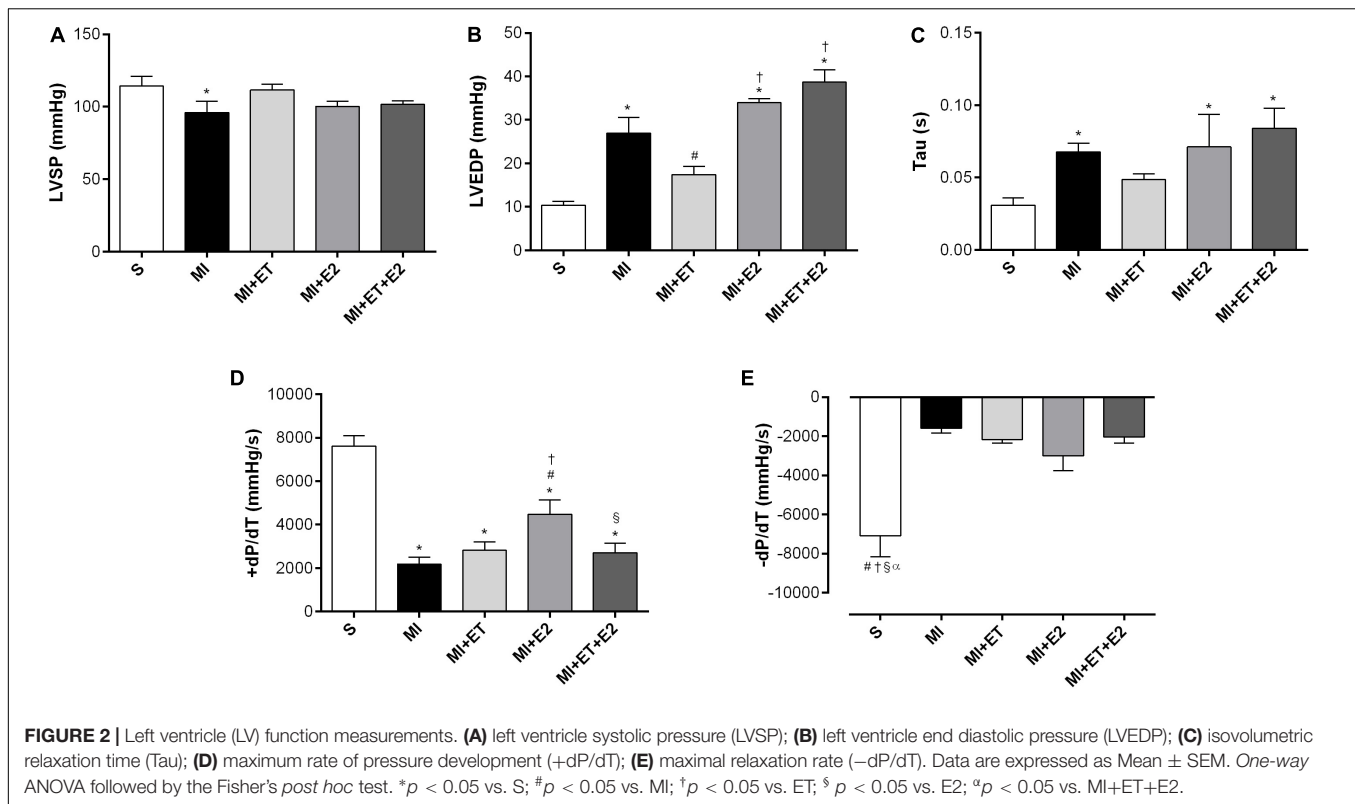 A
LVSP (mmHg)
150
100
50
0
*
S
MI
MI+ET
MI+E2
MI+ET+E2
B
LVEDP (mmHg)
50
40
30
20
10
0
*
#
†
*
†
*
S
MI
MI+ET
MI+E2
MI+ET+E2
C
Tau (s)
0.15
0.10
0.05
0.00
*
*
*
S
MI
MI+ET
MI+E2
MI+ET+E2
D
+dP/dT (mmHg/s)
10000
8000
6000
4000
2000
0
*
*
†
#
*
§
*
S
MI
MI+ET
MI+E2
MI+ET+E2
E
-dP/dT (mmHg/s)
0
-2000
-4000
-6000
-8000
-10000
#†§α
S
MI
MI+ET
MI+E2
MI+ET+E2
FIGURE 2 | Left ventricle (LV) function measurements. (A) left ventricle systolic pressure (LVSP); (B) left ventricle end diastolic pressure (LVEDP); (C) isovolumetric
relaxation time (Tau); (D) maximum rate of pressure development (+dP/dT); (E) maximal relaxation rate (−dP/dT). Data are expressed as Mean ± SEM. One-way
ANOVA followed by the Fisher's post hoc test. *p < 0.05 vs. S; #p < 0.05 vs. MI; †p < 0.05 vs. ET; § p < 0.05 vs. E2; αp < 0.05 vs. MI+ET+E2.